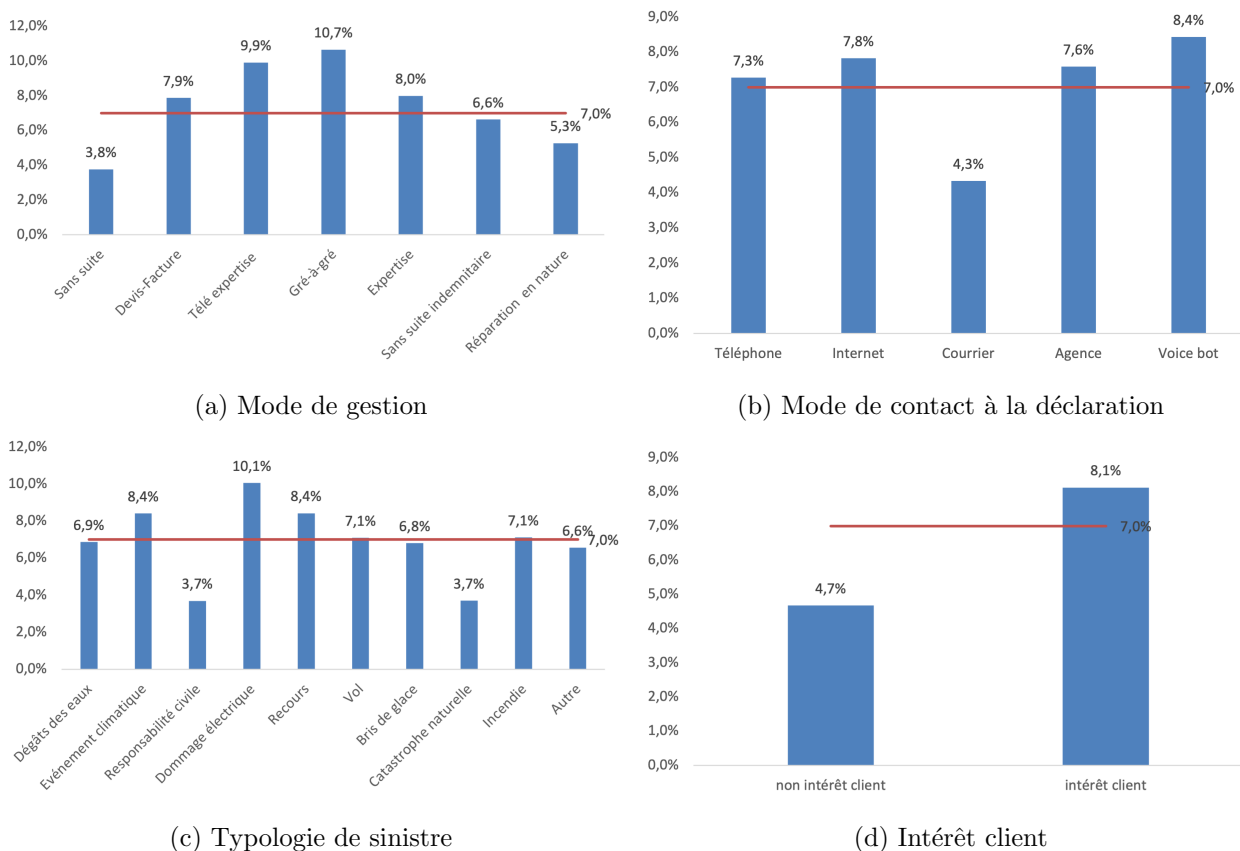 12,0%
10,0%
8,0%
6,0%
4,0%
2,0%
0,0%
3,8%
7,9%
9,9%
10,7%
8,0%
6,6%
5,3%
7,0%
Sans suite
Devis-Facture
Télé expertise
Gré-à-gré
Expertise
Sans suite indemnitaire
Réparation en nature
(a) Mode de gestion
9,0%
8,0%
7,0%
6,0%
5,0%
4,0%
3,0%
2,0%
1,0%
0,0%
7,3%
7,8%
4,3%
7,6%
8,4%
7,0%
Téléphone
Internet
Courrier
Agence
Voice bot
(b) Mode de contact à la déclaration
12,0%
10,0%
8,0%
6,0%
4,0%
2,0%
0,0%
6,9%
8,4%
3,7%
10,1%
8,4%
7,1%
6,8%
3,7%
7,1%
6,6%
7,0%
Dégâts des eaux
Evénement climatique
Responsabilité civile
Dommage électrique
Recours
Vol
Bris de glace
Catastrophe naturelle
Incendie
Autre
(c) Typologie de sinistre
9,0%
8,0%
7,0%
6,0%
5,0%
4,0%
3,0%
2,0%
1,0%
0,0%
4,7%
8,1%
7,0%
non intérêt client
intérêt client
(d) Intérêt client